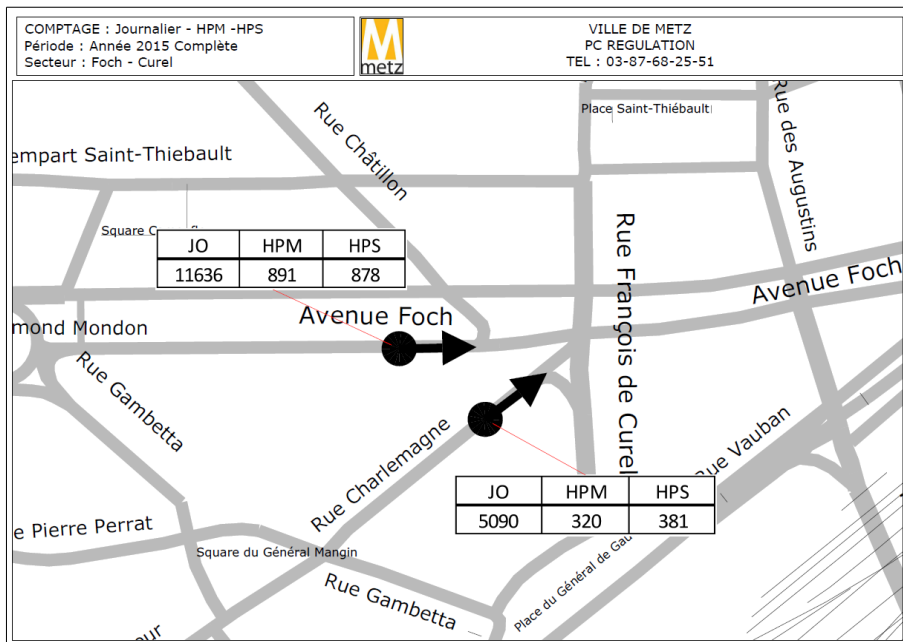 COMPTAGE : Journalier - HPM -HPS
Période : Année 2015 Complète
Secteur : Foch - Curel
metz
VILLE DE METZ
PC REGULATION
TEL : 03-87-68-25-51
Place Saint-Thiébault
Rue des Augustins
Rue Châtillon
empart Saint-Thiebault
Square
JO HPM HPS
11636 891 878
Rue François de Curel
Avenue Foch
Avenue Foch
mond Mondon
Rue Gambetta
Rue Charlemagne
Rue Vauban
JO HPM HPS
5090 320 381
e Pierre Perrat
Square du Général Mangin
Place du Général de Gau
Rue Gambetta
ur